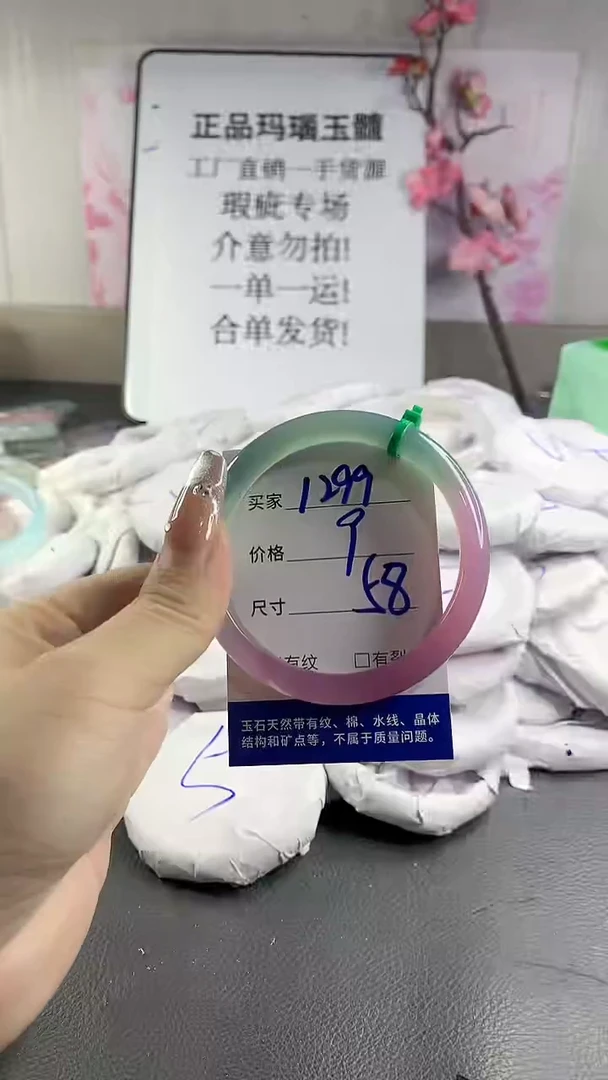 正品玛瑙玉髓
工厂直销一手货源
瑕疵专场
介意勿拍!
一单一运!
合单发货!
买家 1299
价格 9
尺寸 58
有纹 □有裂
玉石天然带有纹、棉、水线、晶体
结构和矿点等，不属于质量问题。
5